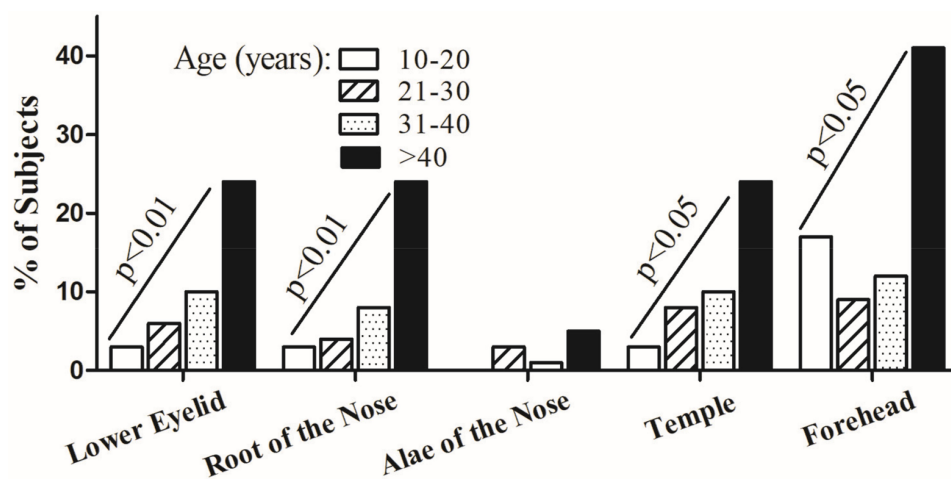 Age (years):
10-20
21-30
31-40
>40
% of Subjects
40
30
20
10
0
p<0.01
p<0.01
p<0.05
p<0.05
Lower Eyelid
Root of the Nose
Alae of the Nose
Temple
Forehead